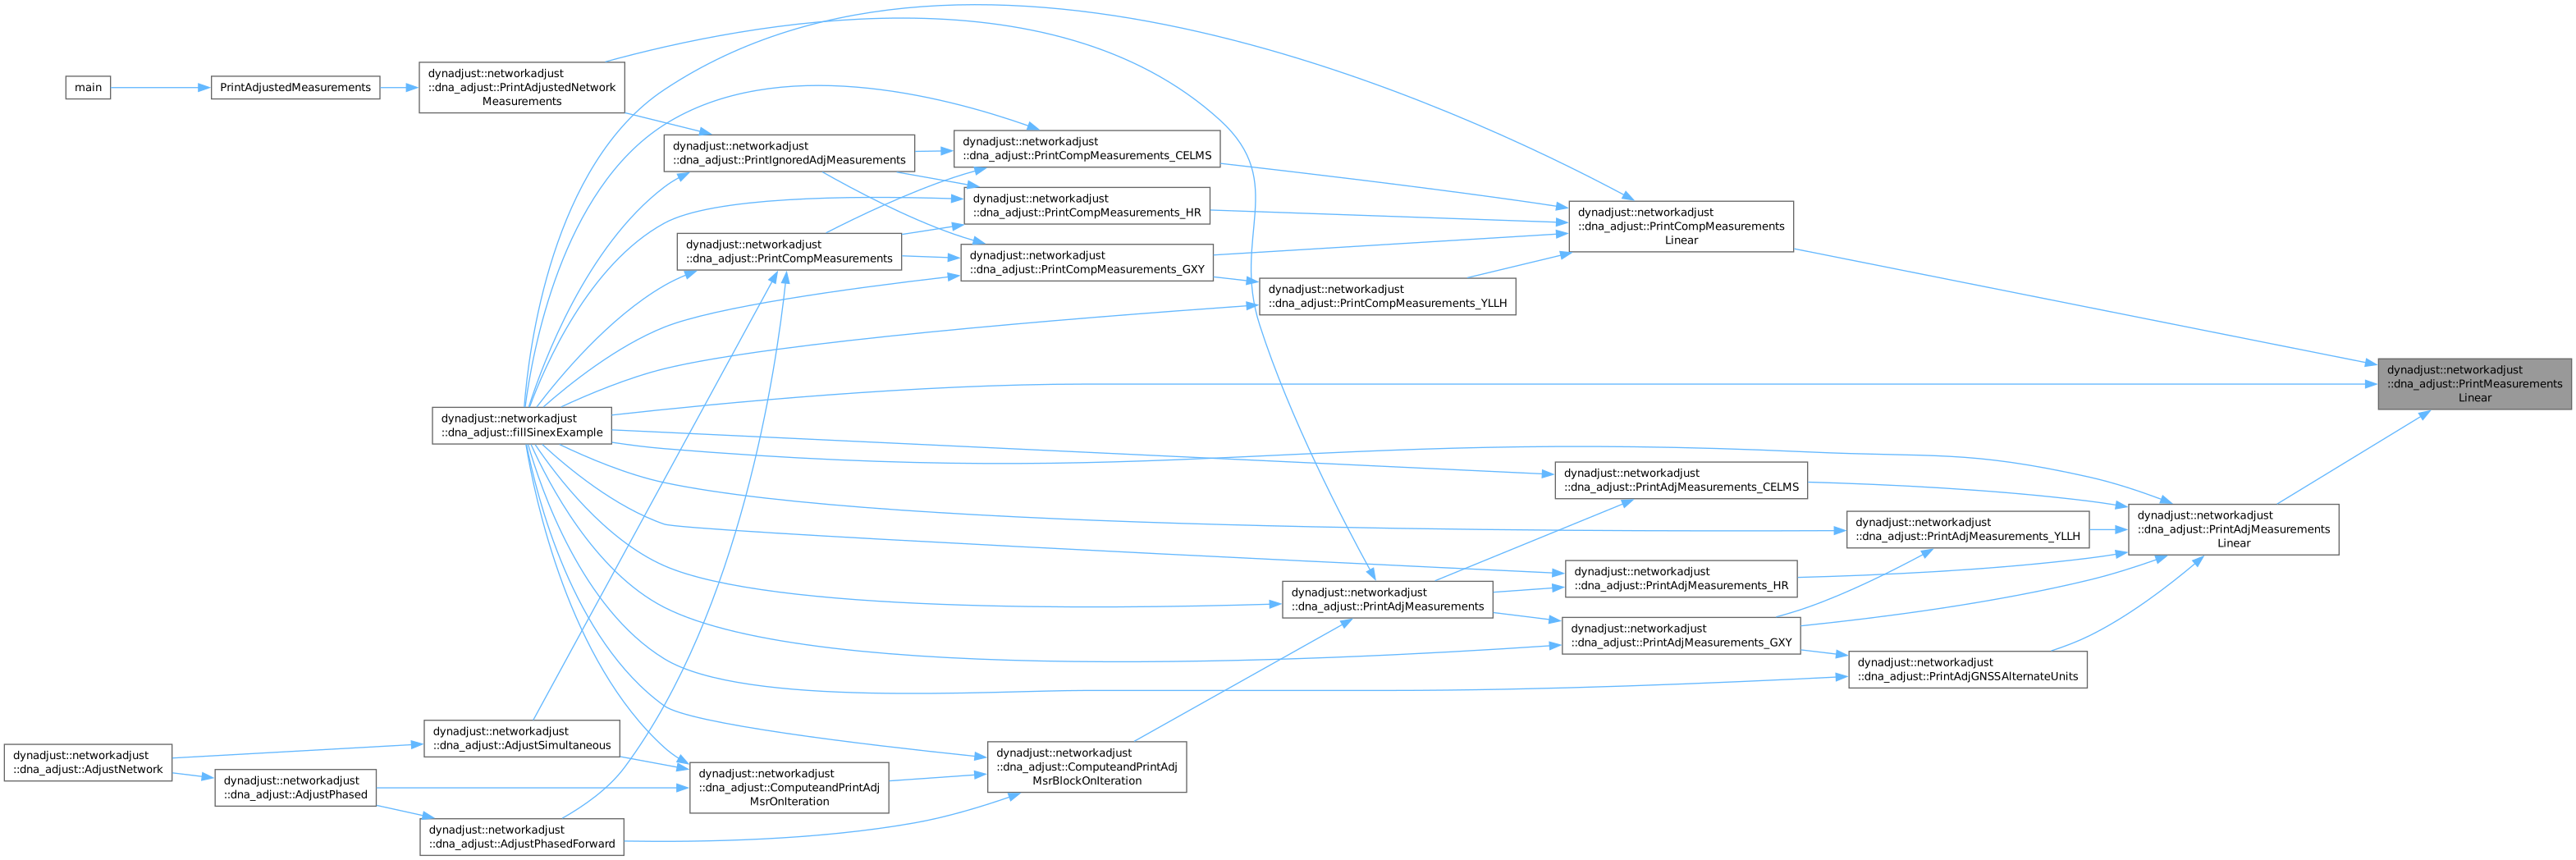 main
PrintAdjustedMeasurements
dynadjust::networkadjust
::dna_adjust::PrintAdjustedNetwork
Measurements
dynadjust::networkadjust
::dna_adjust::PrintIgnoredAdjMeasurements
dynadjust::networkadjust
::dna_adjust::PrintCompMeasurements_CELMS
dynadjust::networkadjust
::dna_adjust::PrintCompMeasurements_HR
dynadjust::networkadjust
::dna_adjust::PrintCompMeasurements
dynadjust::networkadjust
::dna_adjust::PrintCompMeasurements_GXY
dynadjust::networkadjust
::dna_adjust::PrintCompMeasurements_YLLH
dynadjust::networkadjust
::dna_adjust::PrintCompMeasurements
Linear
dynadjust::networkadjust
::dna_adjust::PrintMeasurements
Linear
dynadjust::networkadjust
::dna_adjust::fillSinexExample
dynadjust::networkadjust
::dna_adjust::PrintAdjMeasurements_CELMS
dynadjust::networkadjust
::dna_adjust::PrintAdjMeasurements_YLLH
dynadjust::networkadjust
::dna_adjust::PrintAdjMeasurements
Linear
dynadjust::networkadjust
::dna_adjust::PrintAdjMeasurements_HR
dynadjust::networkadjust
::dna_adjust::PrintAdjMeasurements
dynadjust::networkadjust
::dna_adjust::PrintAdjMeasurements_GXY
dynadjust::networkadjust
::dna_adjust::PrintAdjGNSSAlternateUnits
dynadjust::networkadjust
::dna_adjust::AdjustSimultaneous
dynadjust::networkadjust
::dna_adjust::AdjustNetwork
dynadjust::networkadjust
::dna_adjust::AdjustPhased
dynadjust::networkadjust
::dna_adjust::ComputeandPrintAdj
MsrOnIteration
dynadjust::networkadjust
::dna_adjust::ComputeandPrintAdj
MsrBlockOnIteration
dynadjust::networkadjust
::dna_adjust::AdjustPhasedForward